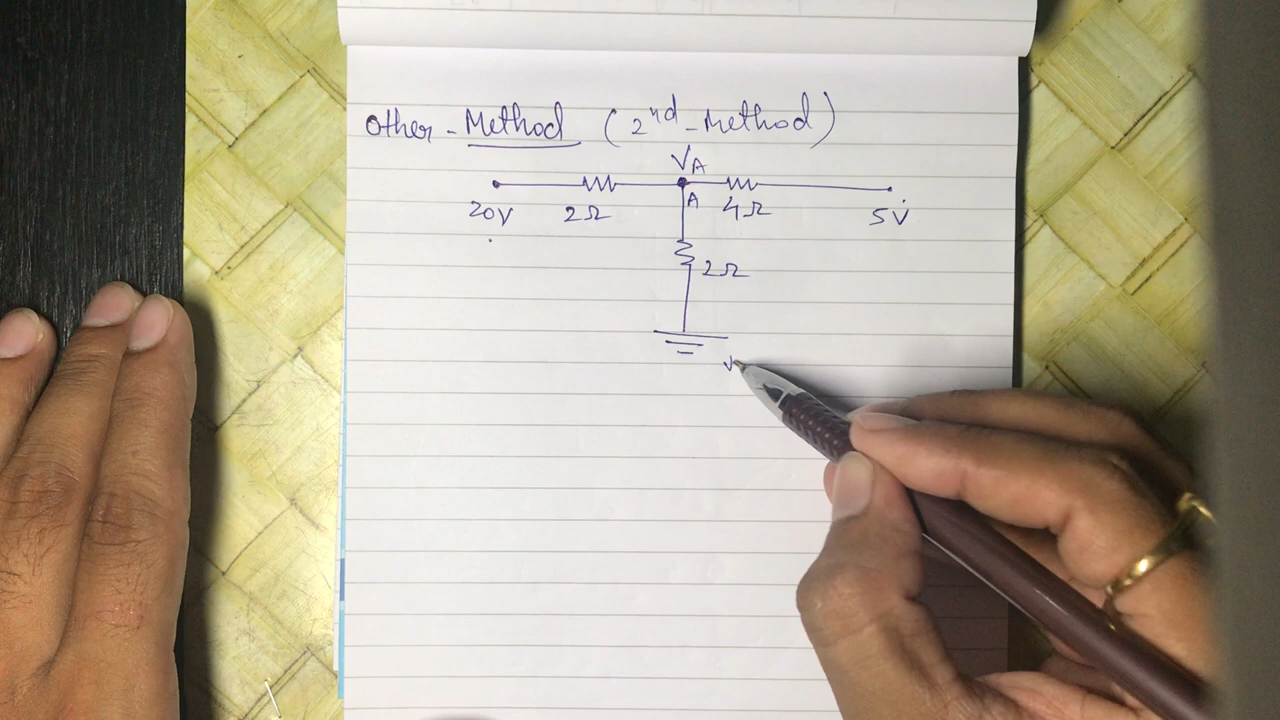 Other - Method (2nd - Method)
VA
20V 2Ω A 4Ω 5V
2Ω
V